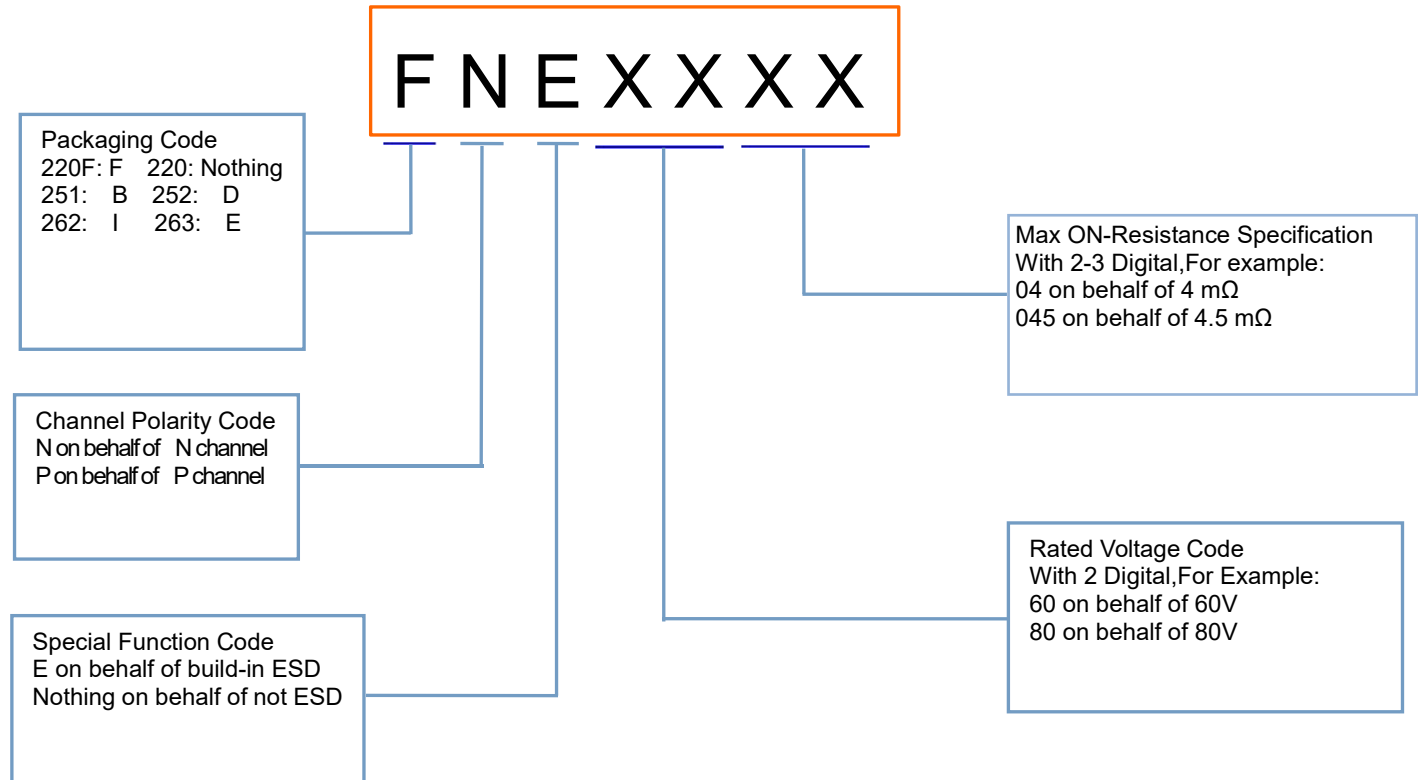 F N E X X X X
Packaging Code
220F: F 220: Nothing
251: B 252: D
262: I 263: E
Channel Polarity Code
N on behalf of N channel
P on behalf of P channel
Special Function Code
E on behalf of build-in ESD
Nothing on behalf of not ESD
Max ON-Resistance Specification
With 2-3 Digital,For example:
04 on behalf of 4 mΩ
045 on behalf of 4.5 mΩ
Rated Voltage Code
With 2 Digital,For Example:
60 on behalf of 60V
80 on behalf of 80V